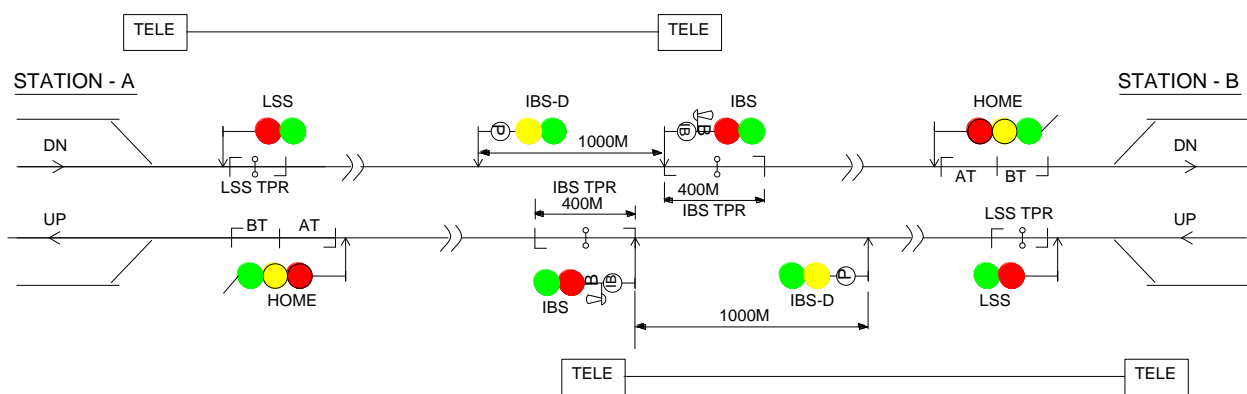 TELE TELE
STATION - A STATION - B
LSS IBS-D IBS HOME
P IB B
1000M
DN DN
LSS TPR 400M AT BT
IBS TPR IBS TPR
UP BT AT 400M LSS TPR UP
HOME IBS B IB IBS-D P LSS
1000M
TELE TELE